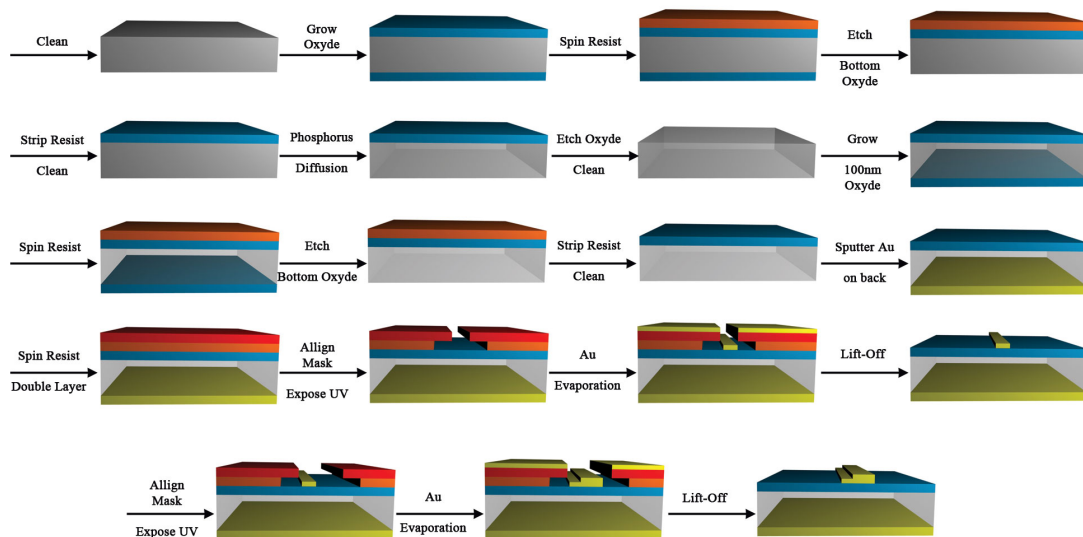 Clean
Grow
Oxyde
Spin Resist
Etch
Bottom
Oxyde
Strip Resist
Clean
Phosphorus
Diffusion
Etch Oxyde
Clean
Grow
100nm
Oxyde
Spin Resist
Etch
Bottom Oxyde
Strip Resist
Clean
Sputter Au
on back
Spin Resist
Double Layer
Allign
Mask
Expose UV
Au
Evaporation
Lift-Off
Allign
Mask
Expose UV
Au
Evaporation
Lift-Off